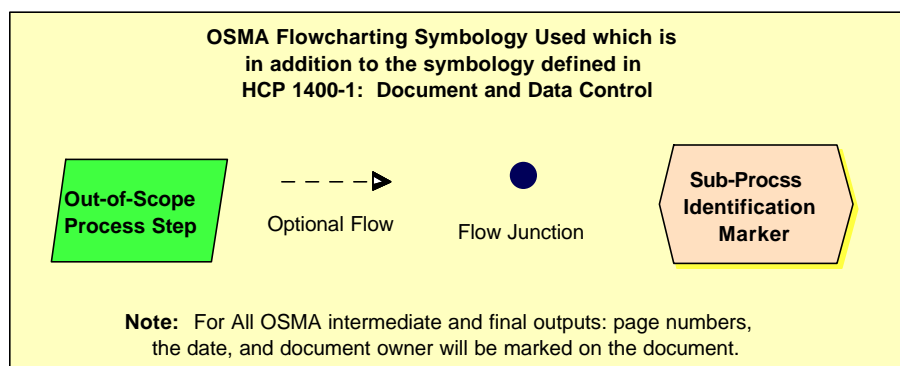 OSMA Flowcharting Symbology Used which is
in addition to the symbology defined in
HCP 1400-1: Document and Data Control
Out-of-Scope
Process Step
Optional Flow
Flow Junction
Sub-Procss
Identification
Marker
Note: For All OSMA intermediate and final outputs: page numbers,
the date, and document owner will be marked on the document.